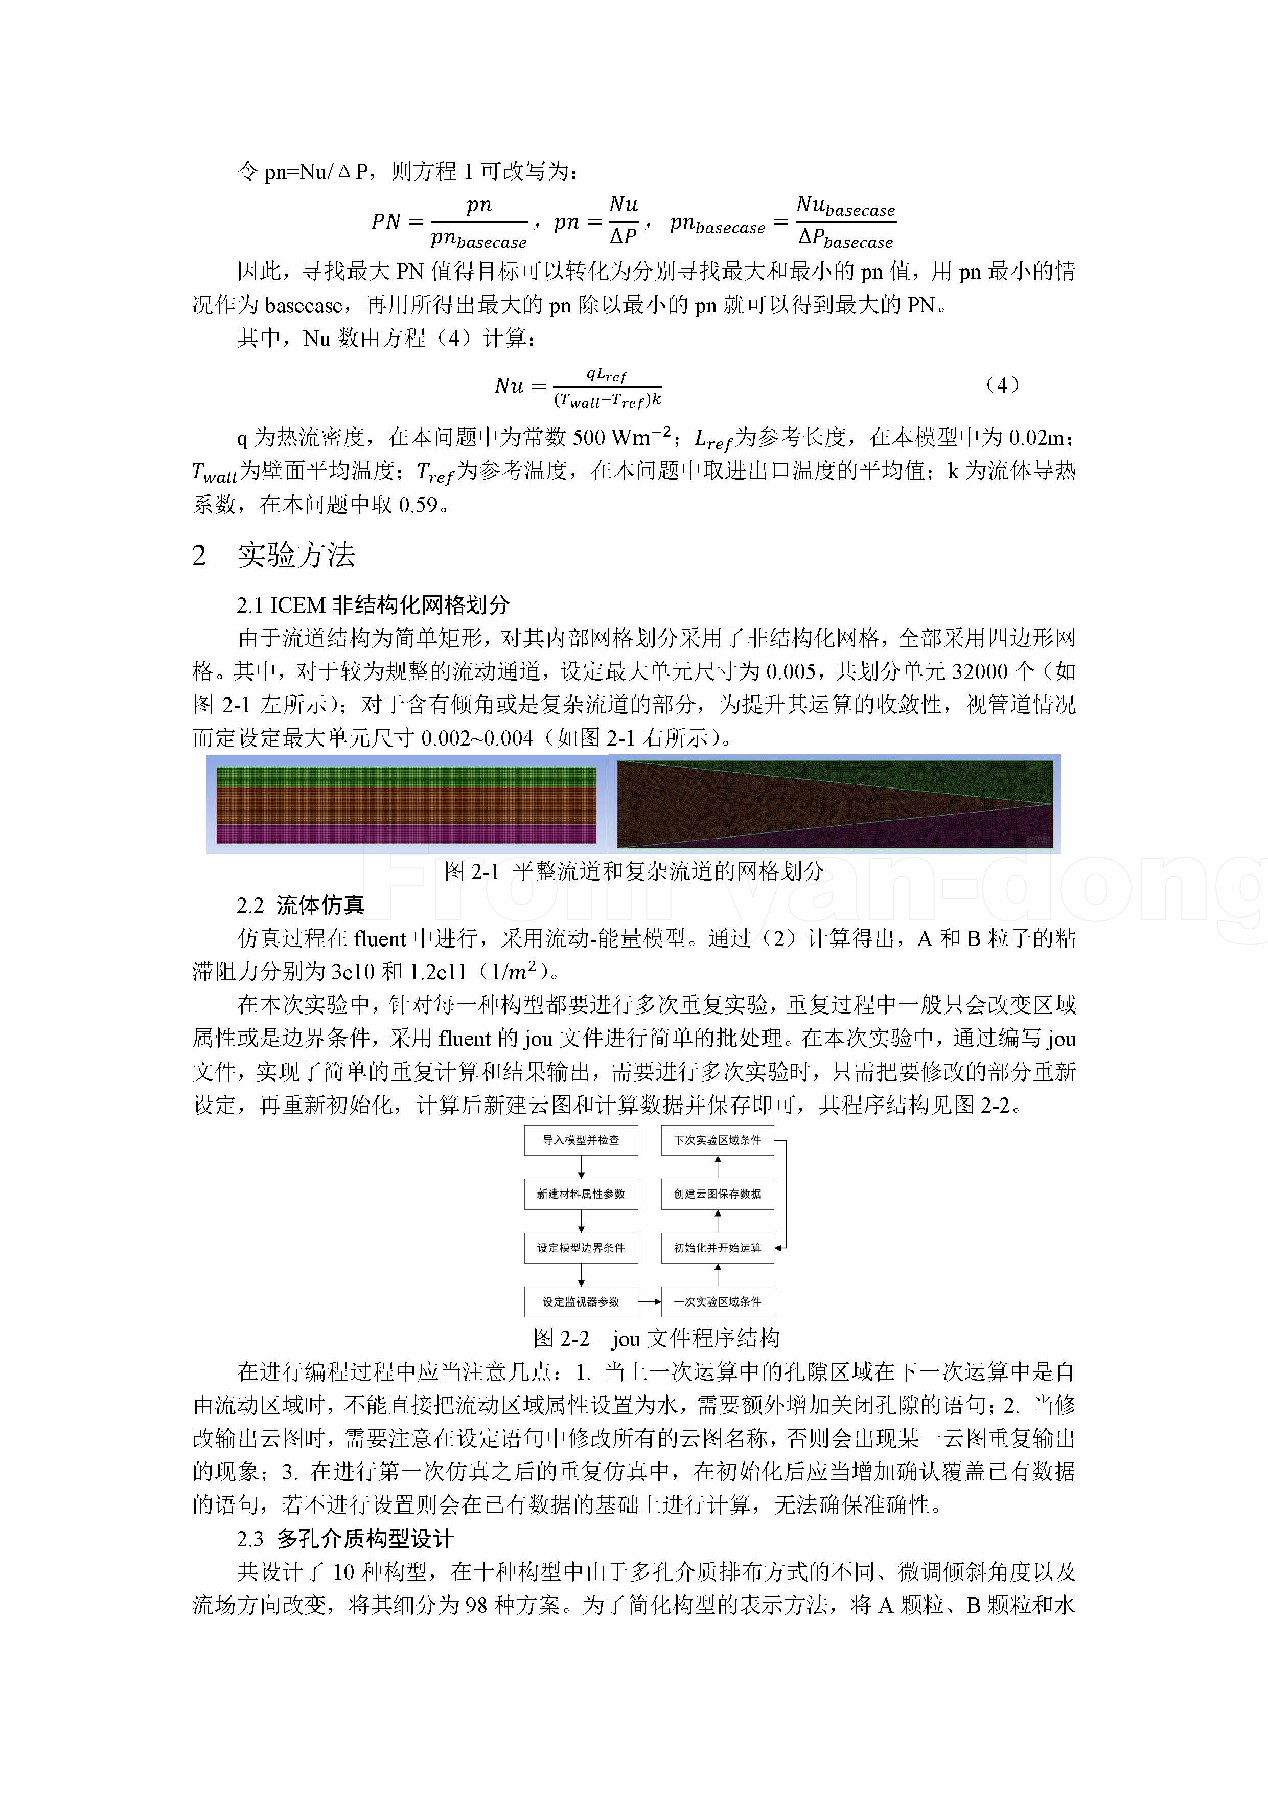 令 pn=Nu/ΔP，则方程 1 可改写为：
PN = pn / pn_basecase ，pn = Nu / ΔP ， pn_basecase = Nu_basecase / ΔP_basecase
因此，寻找最大 PN 值得目标可以转化为分别寻找最大和最小的 pn 值，用 pn 最小的情
况作为 basecase，再用所得出最大的 pn 除以最小的 pn 就可以得到最大的 PN。
其中，Nu 数由方程（4）计算：
Nu = qL_ref / (T_wall−T_ref)k （4）
q 为热流密度，在本问题中为常数 500 Wm⁻²；L_ref为参考长度，在本模型中为 0.02m；
T_wall为壁面平均温度；T_ref为参考温度，在本问题中取进出口温度的平均值；k 为流体导热
系数，在本问题中取 0.59。
2 实验方法
2.1 ICEM 非结构化网格划分
由于流道结构为简单矩形，对其内部网格划分采用了非结构化网格，全部采用四边形网
格。其中，对于较为规整的流动通道，设定最大单元尺寸为 0.005，共划分单元 32000 个（如
图 2-1 左所示）；对于含有倾角或是复杂流道的部分，为提升其运算的收敛性，视管道情况
而定设定最大单元尺寸 0.002~0.004（如图 2-1 右所示）。
图 2-1 平整流道和复杂流道的网格划分
From yan-dong
2.2 流体仿真
仿真过程在 fluent 中进行，采用流动-能量模型。通过（2）计算得出，A 和 B 粒子的粘
滞阻力分别为 3e10 和 1.2e11（1/m²）。
在本次实验中，针对每一种构型都要进行多次重复实验，重复过程中一般只会改变区域
属性或是边界条件，采用 fluent 的 jou 文件进行简单的批处理。在本次实验中，通过编写 jou
文件，实现了简单的重复计算和结果输出，需要进行多次实验时，只需把要修改的部分重新
设定，再重新初始化，计算后新建云图和计算数据并保存即可，其程序结构见图 2-2。
导入模型并检查
新建材料属性参数
设定模型边界条件
设定监视器参数
一次实验区域条件
初始化并开始运算
创建云图保存数据
下次实验区域条件
图 2-2 jou 文件程序结构
在进行编程过程中应当注意几点：1. 当上一次运算中的孔隙区域在下一次运算中是自
由流动区域时，不能直接把流动区域属性设置为水，需要额外增加关闭孔隙的语句；2. 当修
改输出云图时，需要注意在设定语句中修改所有的云图名称，否则会出现某一云图重复输出
的现象；3. 在进行第一次仿真之后的重复仿真中，在初始化后应当增加确认覆盖已有数据
的语句，若不进行设置则会在已有数据的基础上进行计算，无法确保准确性。
2.3 多孔介质构型设计
共设计了 10 种构型，在十种构型中由于多孔介质排布方式的不同、微调倾斜角度以及
流场方向改变，将其细分为 98 种方案。为了简化构型的表示方法，将 A 颗粒、B 颗粒和水